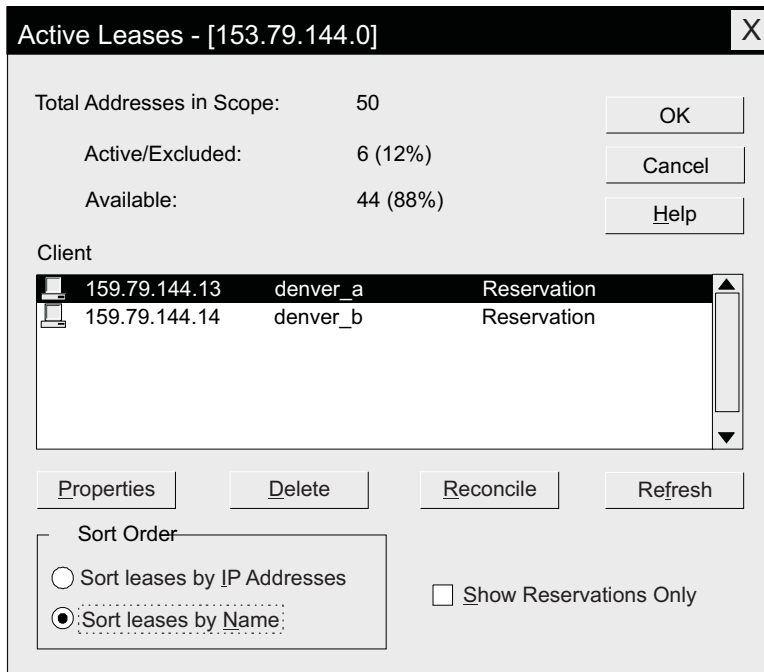 Active Leases - [153.79.144.0] X
Total Addresses in Scope: 50
OK
Active/Excluded: 6 (12%)
Cancel
Available: 44 (88%)
Help
Client
159.79.144.13 denver_a Reservation
159.79.144.14 denver_b Reservation
Properties Delete Reconcile Refresh
Sort Order
Sort leases by IP Addresses
Show Reservations Only
Sort leases by Name